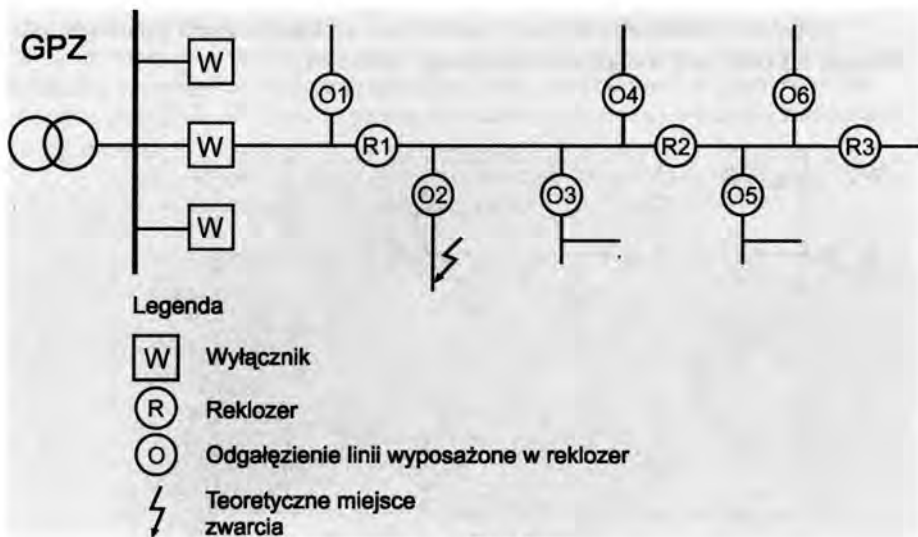 GPZ
W
O1
O4
O6
W
R1
R2
R3
O2
O3
O5
W
Legenda
W Wyłącznik
R Reklozer
O Odgałęzienie linii wyposażone w reklozer
Teoretyczne miejsce
zwarcia